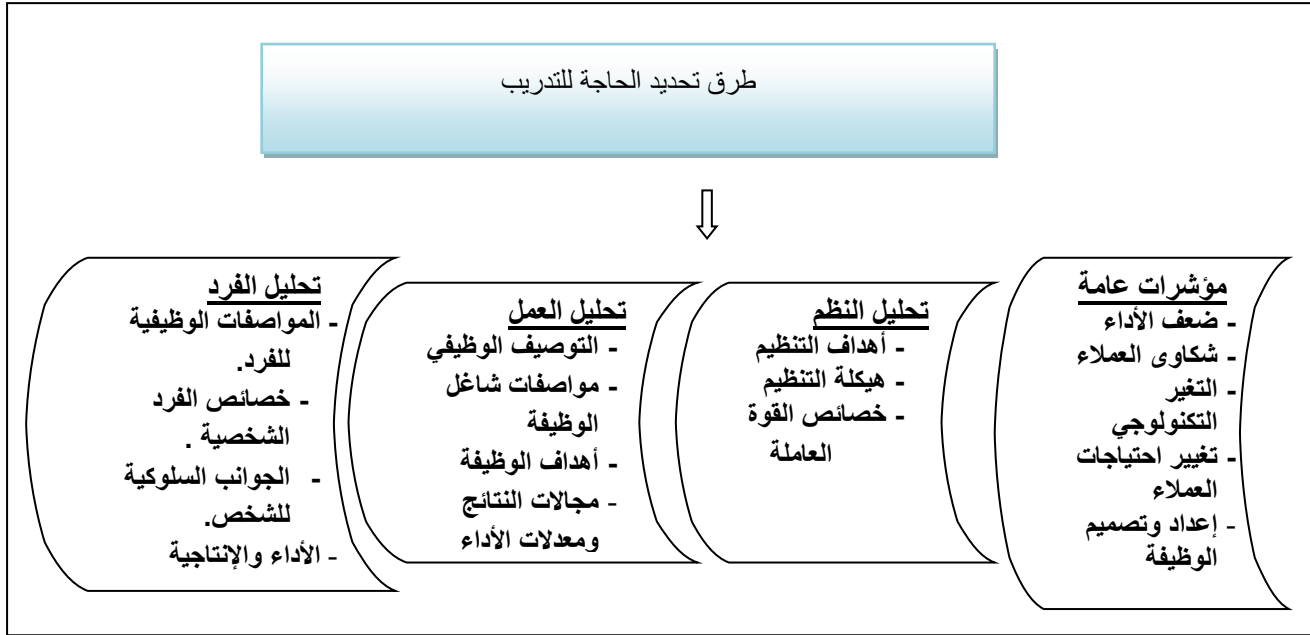 طرق تحديد الحاجة للتدريب
مؤشرات عامة
- ضعف الأداء
- شكاوى العملاء
- التغير
التكنولوجي
- تغيير احتياجات
العملاء
- إعداد وتصميم
الوظيفة
تحليل النظم
- أهداف التنظيم
- هيكلة التنظيم
- خصائص القوة
العاملة
تحليل العمل
- التوصيف الوظيفي
- مواصفات شاغل
الوظيفة
- أهداف الوظيفة
- مجالات النتائج
ومعدلات الأداء
تحليل الفرد
- المواصفات الوظيفية
للفرد.
- خصائص الفرد
الشخصية .
- الجوانب السلوكية
للشخص.
- الأداء والإنتاجية